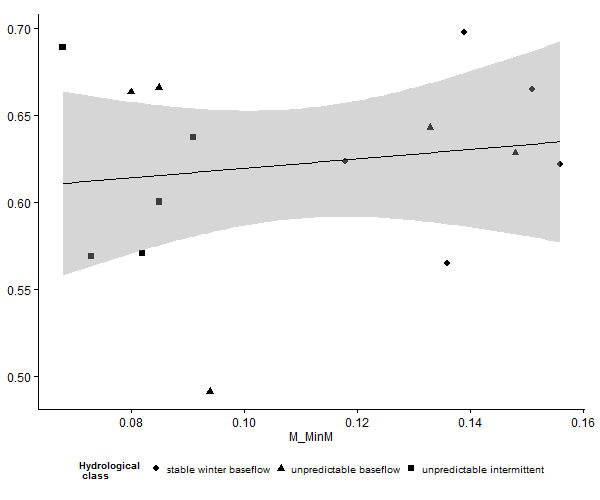 0.70
0.65
0.60
0.55
0.50
0.08 0.10 0.12 0.14 0.16
M_MinM
Hydrological
class
stable winter baseflow unpredictable baseflow unpredictable intermittent